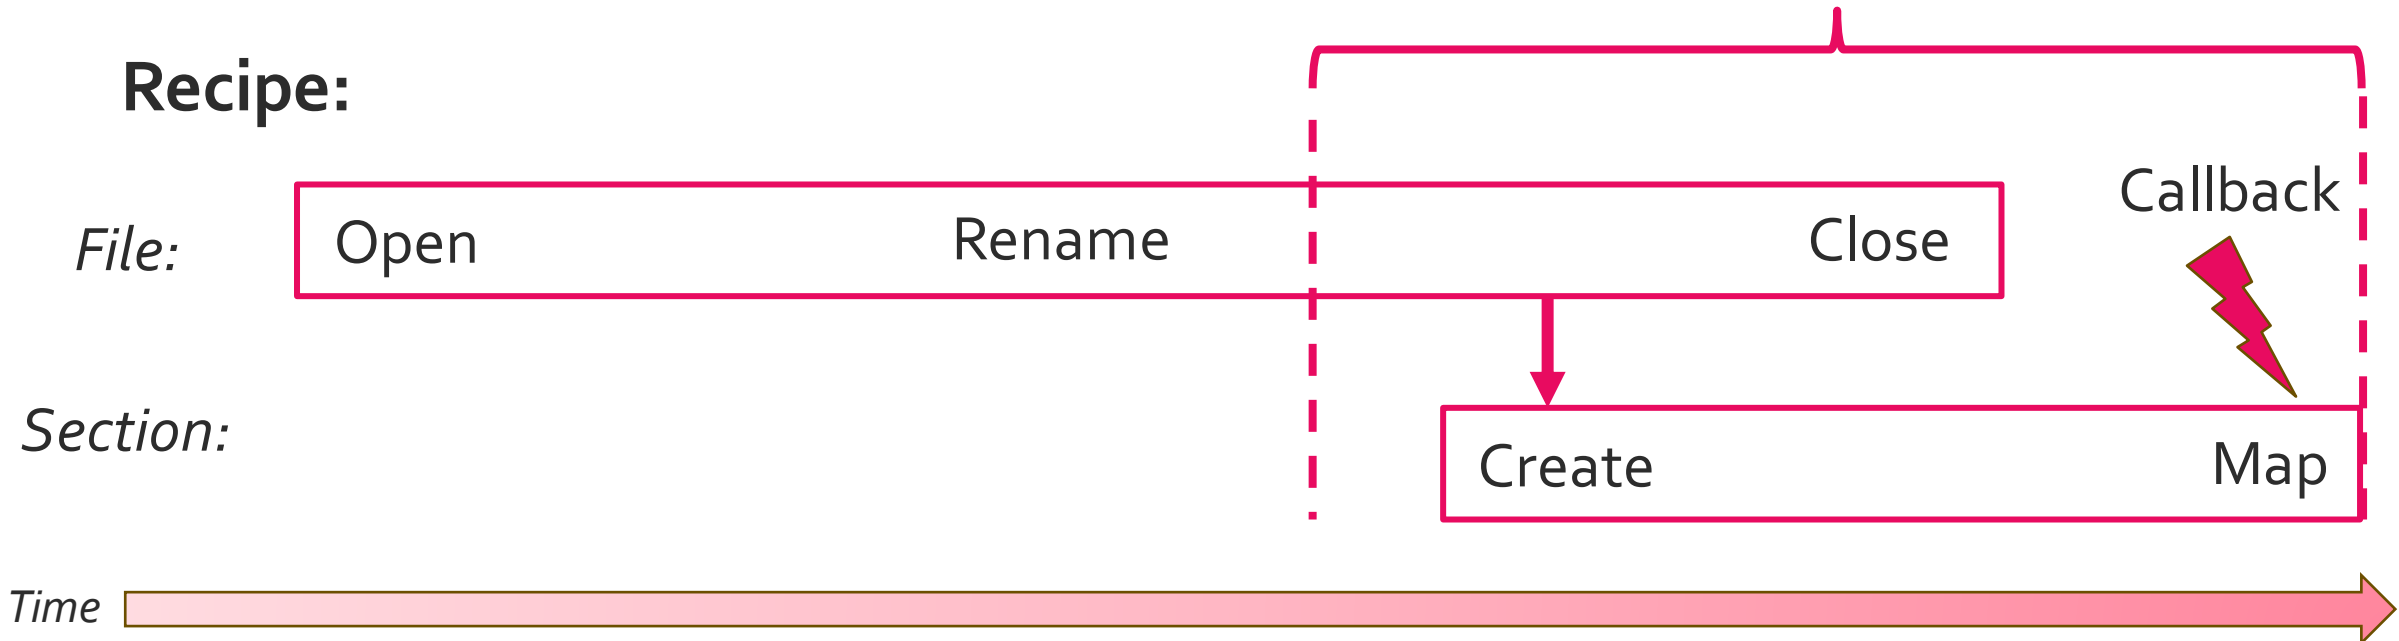 Recipe:
Callback
File: Open Rename Close
Section: Create Map
Time